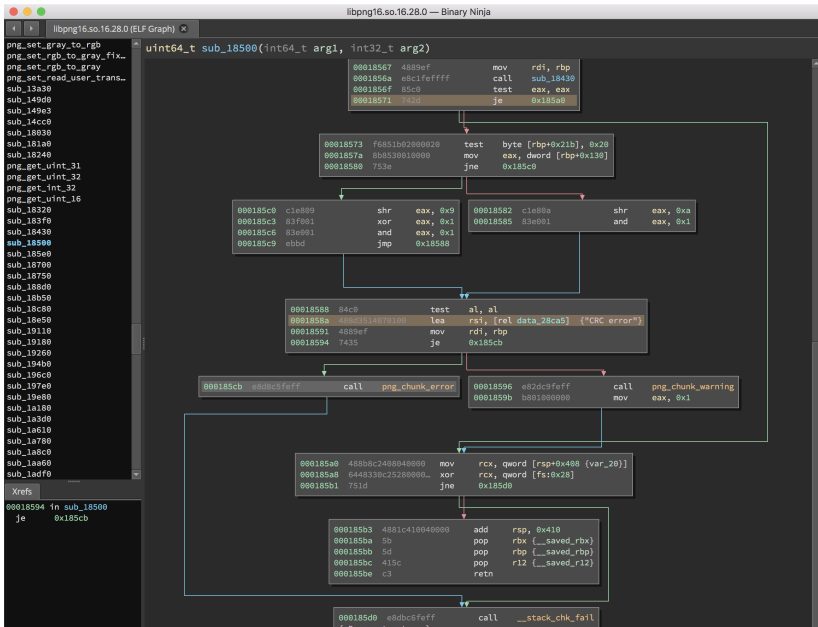 libpng16.so.16.28.0 — Binary Ninja
libpng16.so.16.28.0 (ELF Graph)
png_set_gray_to_rgb
png_set_rgb_to_gray_fix…
png_set_rgb_to_gray
png_set_read_user_trans…
sub_13a30
sub_149d0
sub_149e3
sub_14cc0
sub_18030
sub_181a0
sub_18240
png_get_uint_31
png_get_uint_32
png_get_int_32
png_get_uint_16
sub_18320
sub_183f0
sub_18430
sub_18500
sub_185e0
sub_18700
sub_18750
sub_188d0
sub_18b50
sub_18c80
sub_18e50
sub_19110
sub_19180
sub_19260
sub_194b0
sub_196c0
sub_197e0
sub_19e80
sub_1a180
sub_1a3d0
sub_1a610
sub_1a780
sub_1a8c0
sub_1aa60
sub_1adf0
Xrefs
00018594 in sub_18500
je 0x185cb
uint64_t sub_18500(int64_t arg1, int32_t arg2)
00018567 4889ef mov rdi, rbp
0001856a e8c1feffff call sub_18430
0001856f 85c0 test eax, eax
00018571 742d je 0x185a0
00018573 f6851b02000020 test byte [rbp+0x21b], 0x20
0001857a 8b8530010000 mov eax, dword [rbp+0x130]
00018580 753e jne 0x185c0
000185c0 c1e809 shr eax, 0x9
000185c3 83f001 xor eax, 0x1
000185c6 83e001 and eax, 0x1
000185c9 ebbd jmp 0x18588
00018582 c1e80a shr eax, 0xa
00018585 83e001 and eax, 0x1
00018588 84c0 test al, al
0001858a 488d3514070100 lea rsi, [rel data_28ca5] {"CRC error"}
00018591 4889ef mov rdi, rbp
00018594 7435 je 0x185cb
000185cb e8d8c5feff call png_chunk_error
00018596 e82dc9feff call png_chunk_warning
0001859b b801000000 mov eax, 0x1
000185a0 488b8c2408040000 mov rcx, qword [rsp+0x408 {var_20}]
000185a8 6448330c25280000… xor rcx, qword [fs:0x28]
000185b1 751d jne 0x185d0
000185b3 4881c410040000 add rsp, 0x410
000185ba 5b pop rbx {__saved_rbx}
000185bb 5d pop rbp {__saved_rbp}
000185bc 415c pop r12 {__saved_r12}
000185be c3 retn
000185d0 e8dbc6feff call __stack_chk_fail